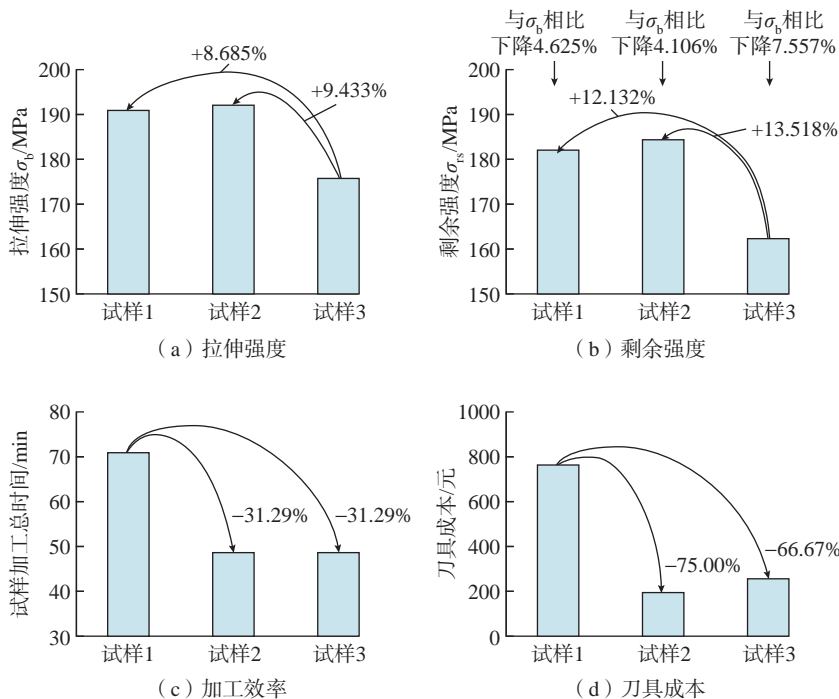 +8.685%
+9.433%
200
190
180
170
160
150
拉伸强度σb/MPa
试样1 试样2 试样3
（a）拉伸强度
与σb相比 与σb相比 与σb相比
下降4.625% 下降4.106% 下降7.557%
+12.132%
+13.518%
200
190
180
170
160
150
剩余强度σrs/MPa
试样1 试样2 试样3
（b）剩余强度
80
70
60
50
40
30
试样加工总时间/min
−31.29% −31.29%
试样1 试样2 试样3
（c）加工效率
1000
800
600
400
200
0
刀具成本/元
−75.00%
−66.67%
试样1 试样2 试样3
（d）刀具成本